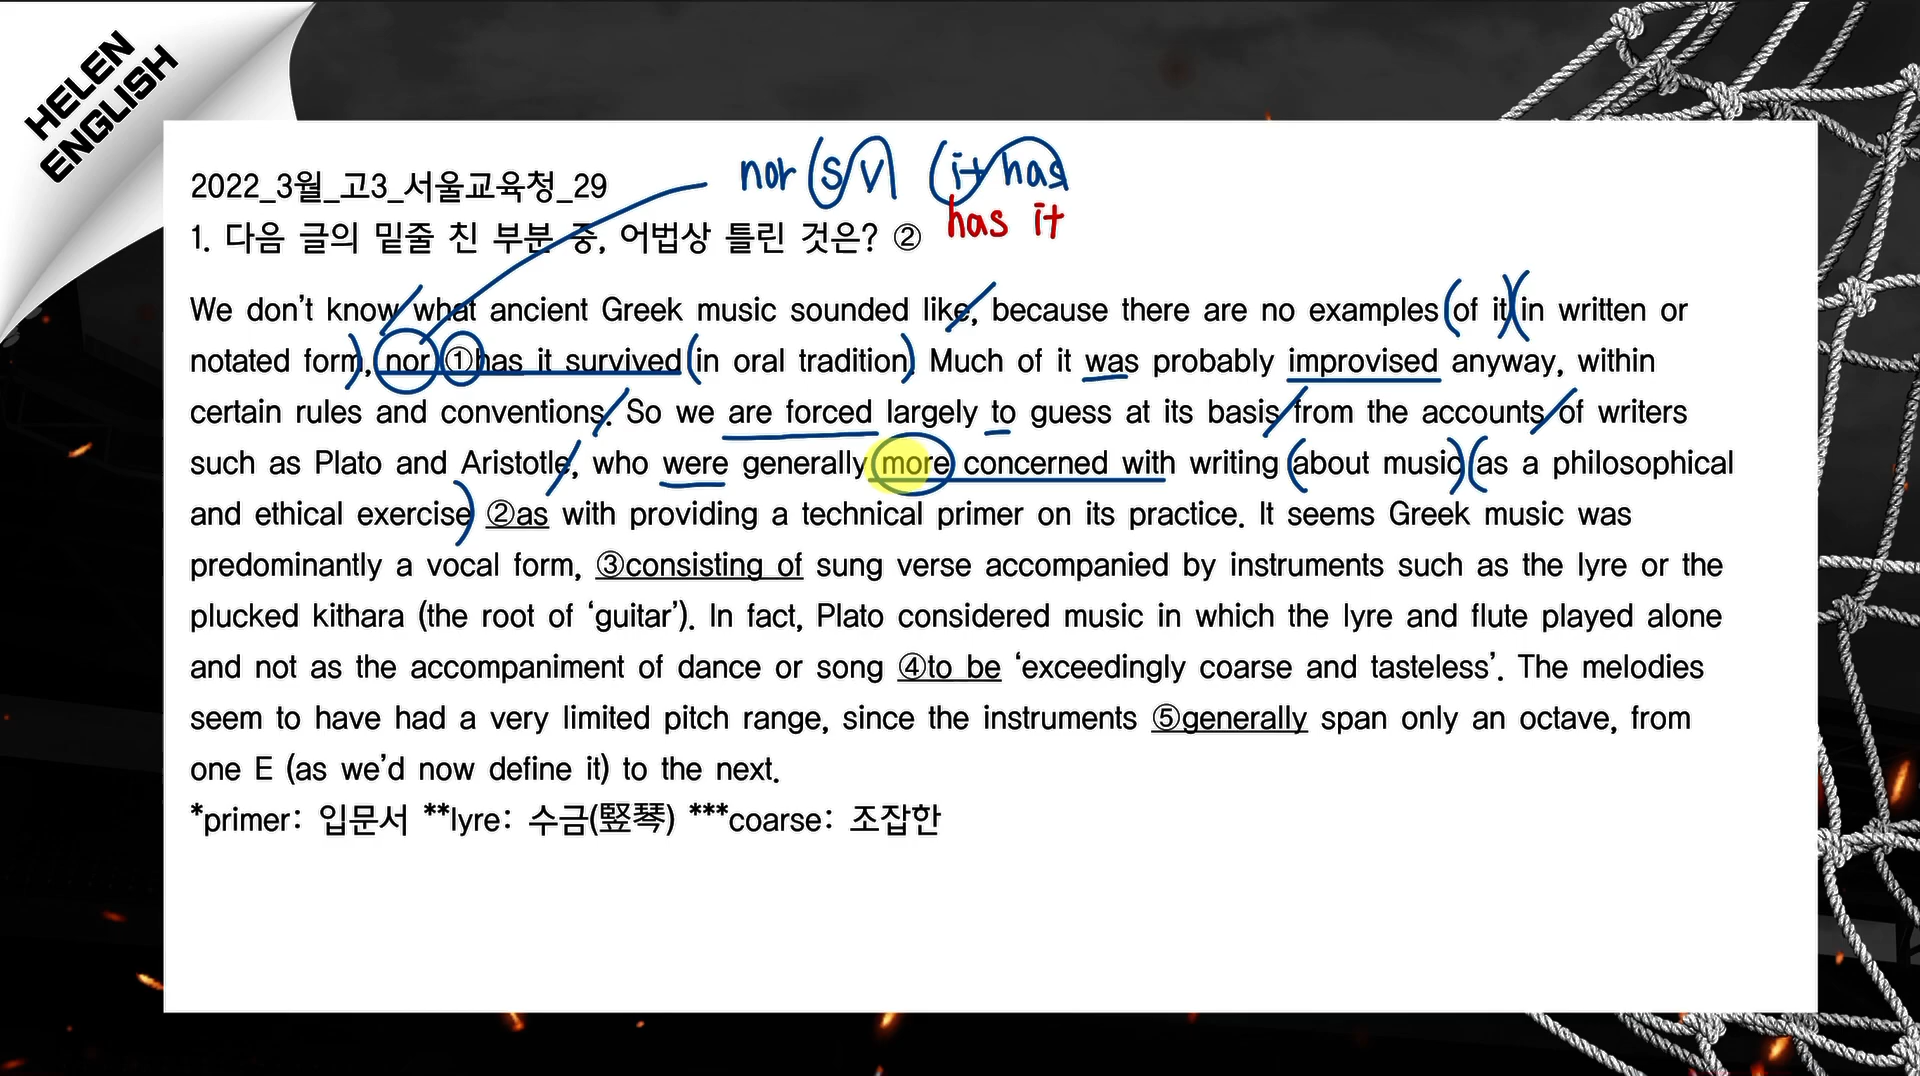 HELEN
ENGLISH
nor (S V) (it has
has it
2022_3월_고3_서울교육청_29
1. 다음 글의 밑줄 친 부분 중, 어법상 틀린 것은? ②
We don't know what ancient Greek music sounded like, because there are no examples (of it)(in written or
notated form), nor ①has it survived (in oral tradition). Much of it was probably improvised anyway, within
certain rules and conventions. So we are forced largely to guess at its basis from the accounts of writers
such as Plato and Aristotle, who were generally more concerned with writing (about music)(as a philosophical
and ethical exercise) ②as with providing a technical primer on its practice. It seems Greek music was
predominantly a vocal form, ③consisting of sung verse accompanied by instruments such as the lyre or the
plucked kithara (the root of ‘guitar’). In fact, Plato considered music in which the lyre and flute played alone
and not as the accompaniment of dance or song ④to be ‘exceedingly coarse and tasteless’. The melodies
seem to have had a very limited pitch range, since the instruments ⑤generally span only an octave, from
one E (as we’d now define it) to the next.
*primer: 입문서 **lyre: 수금(竪琴) ***coarse: 조잡한